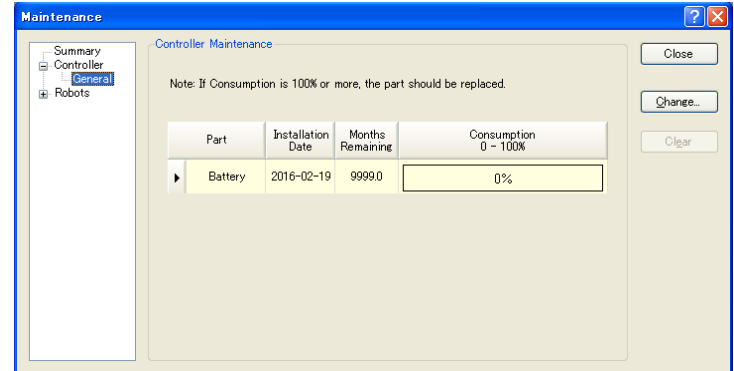 Maintenance
Summary
Controller
General
Robots
Controller Maintenance
Note: If Consumption is 100% or more, the part should be replaced.
Part
Installation
Date
Months
Remaining
Consumption
0 - 100%
Battery
2016-02-19
9999.0
0%
Close
Change...
Clear